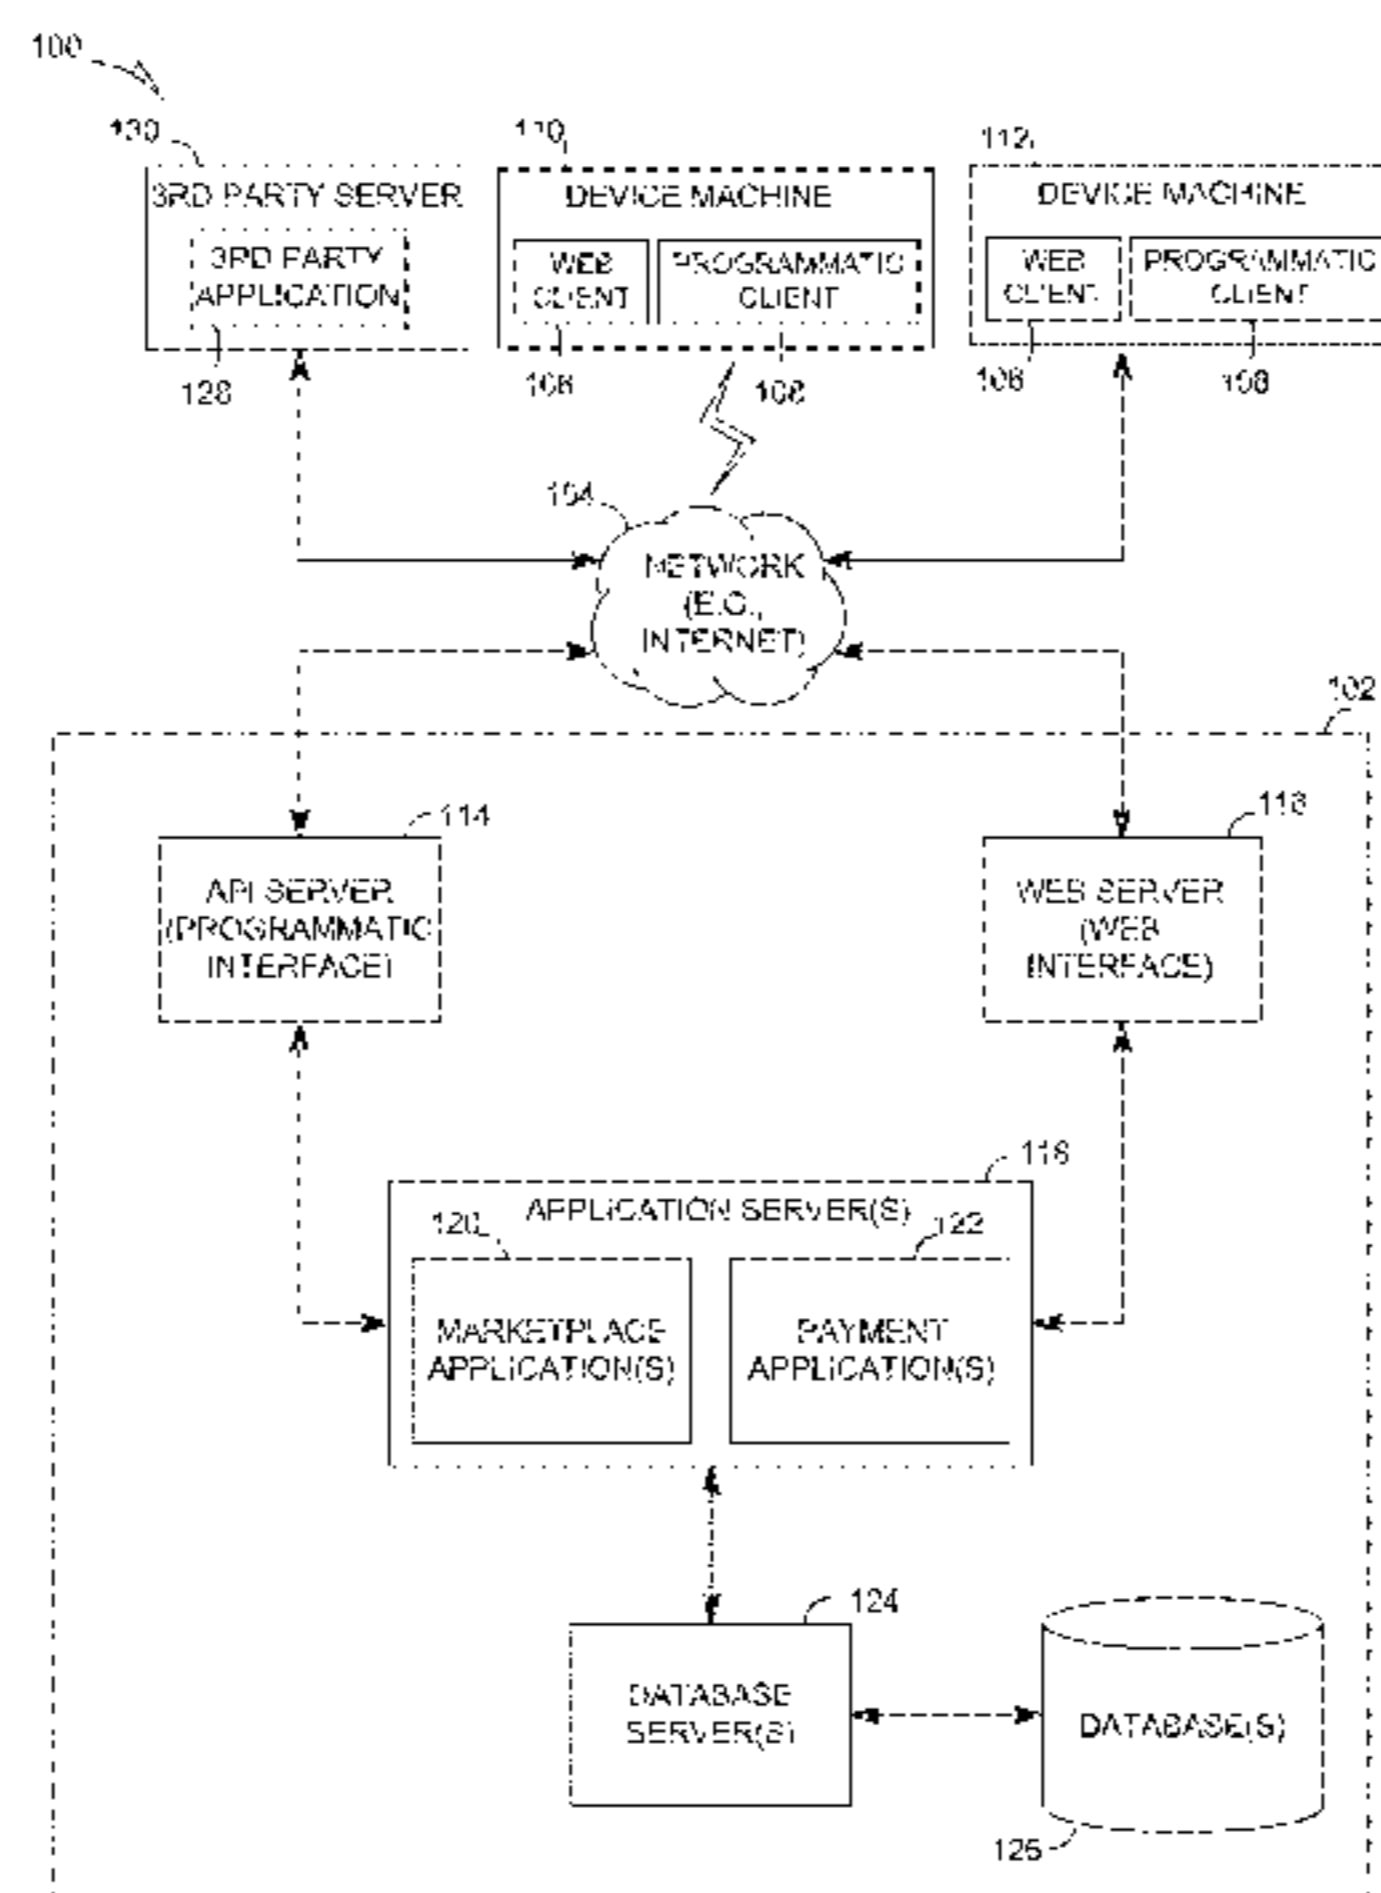 100
130
3RD PARTY SERVER
3RD PARTY
APPLICATION
128
110
DEVICE MACHINE
WEB
CLIENT
PROGRAMMATIC
CLIENT
106
108
112
DEVICE MACHINE
WEB
CLIENT
PROGRAMMATIC
CLIENT
106
108
104
NETWORK
(E.G.,
INTERNET)
102
114
API SERVER
(PROGRAMMATIC
INTERFACE)
116
WEB SERVER
(WEB
INTERFACE)
118
APPLICATION SERVER(S)
120
MARKETPLACE
APPLICATION(S)
122
PAYMENT
APPLICATION(S)
124
DATABASE
SERVER(S)
DATABASE(S)
126